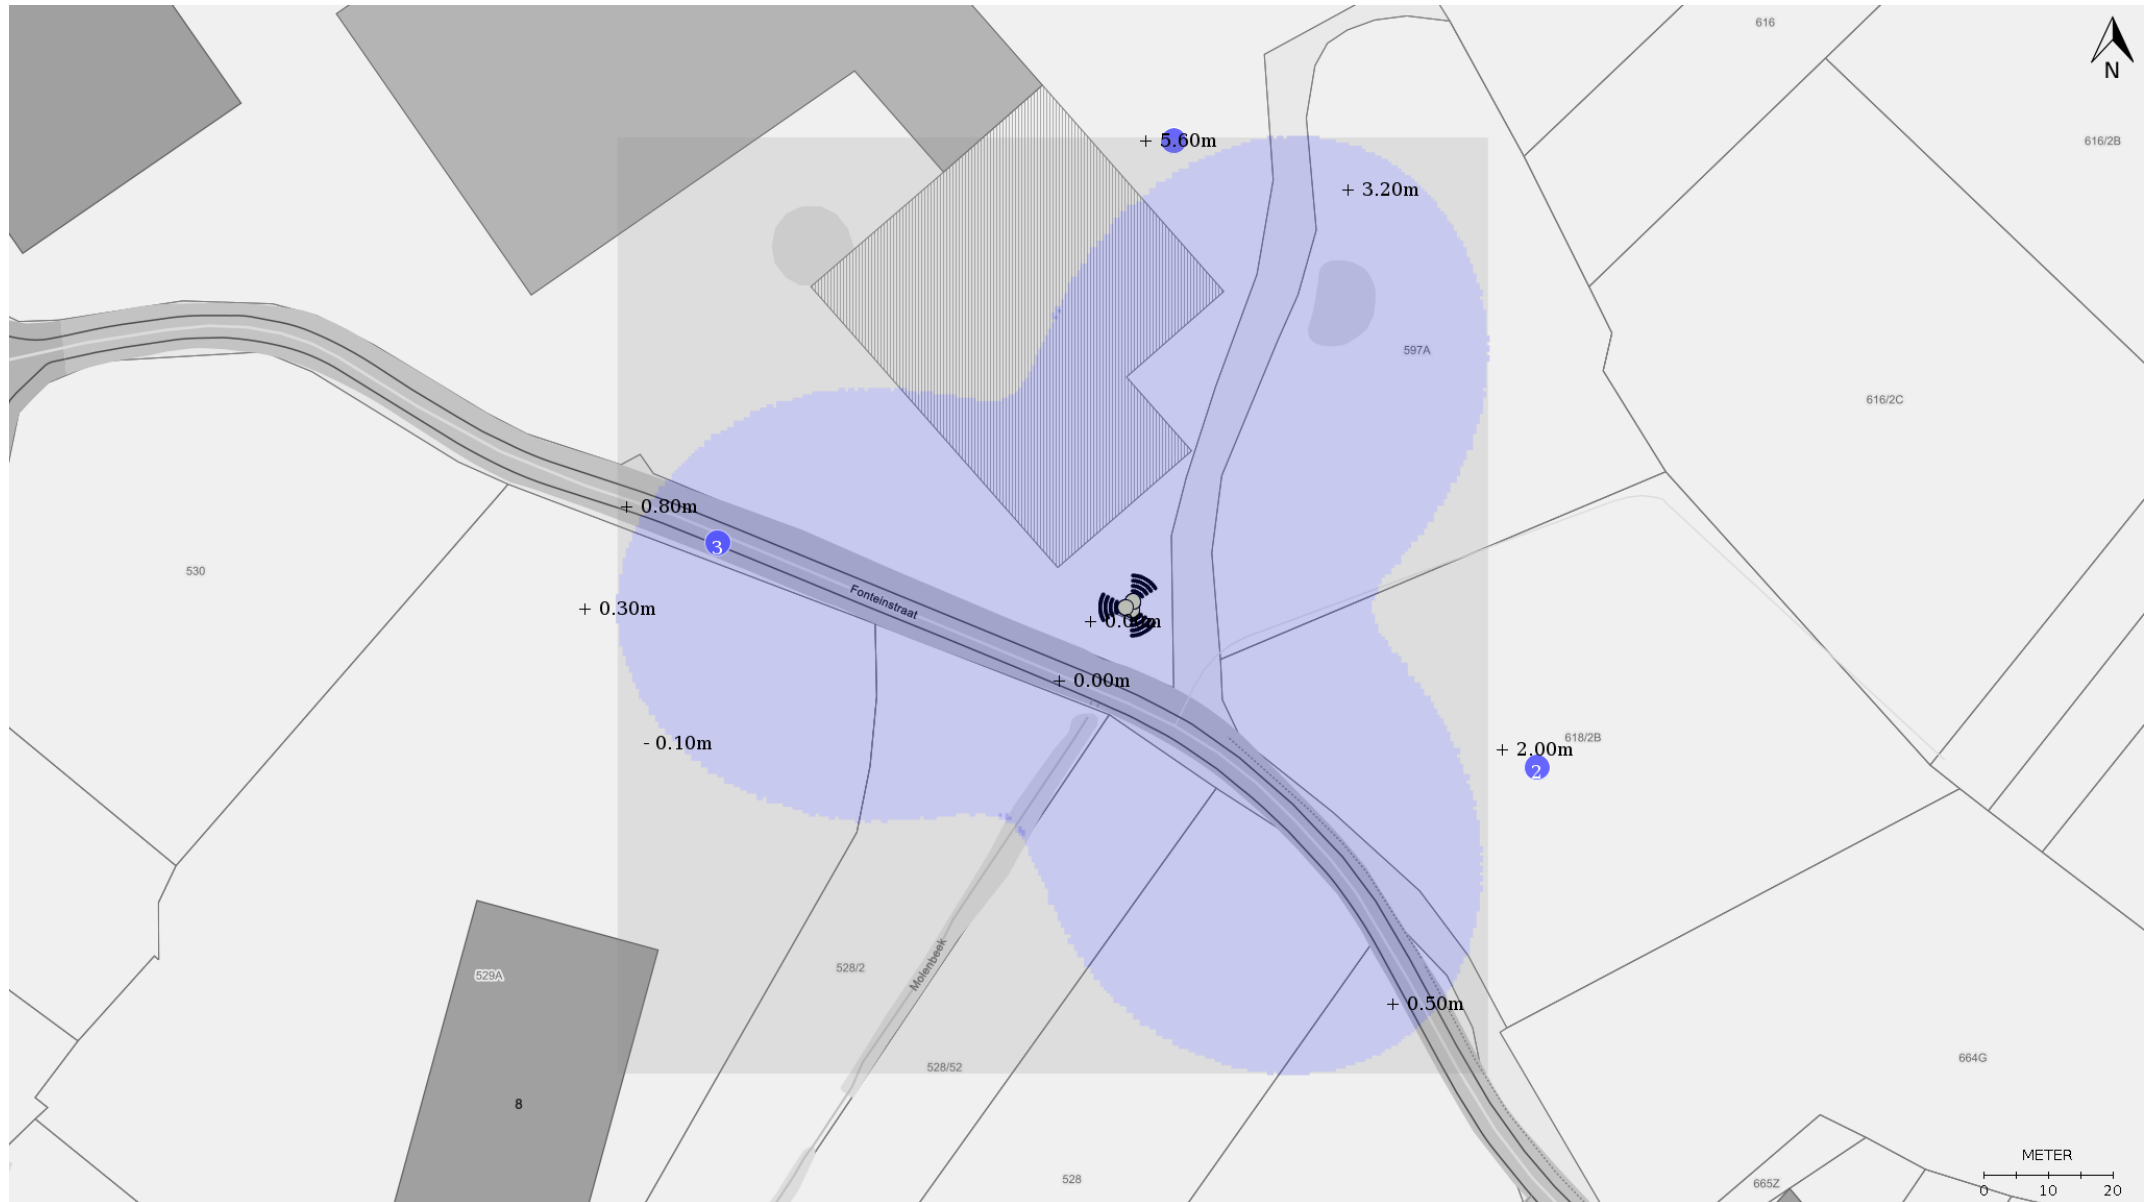 616
N
616/2B
+ 5.60m
+ 3.20m
597A
616/2C
+ 0.80m
3
530
Fonteinstraat
+ 0.30m
+ 0.00m
+ 0.00m
- 0.10m
618/2B
+ 2.00m
2
529A
528/2
Molenbeek
+ 0.50m
528/52
664G
8
METER
528
665Z
0 10 20